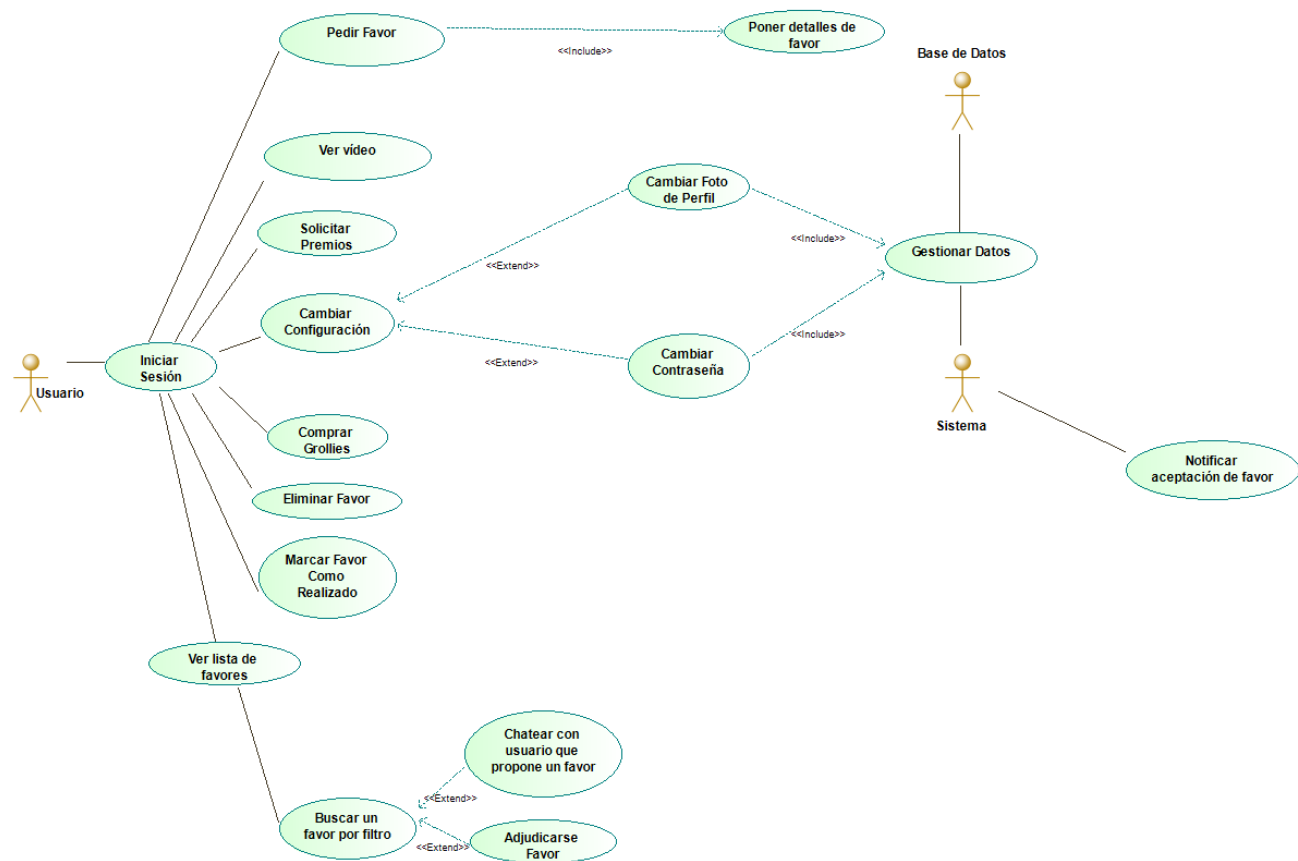 Pedir Favor
<<Include>>
Poner detalles de
favor
Base de Datos
Ver vídeo
Cambiar Foto
de Perfil
Solicitar
Premios
<<Include>>
Gestionar Datos
<<Extend>>
Cambiar
Configuración
<<Include>>
Iniciar
Sesión
<<Extend>>
Cambiar
Contraseña
Usuario
Sistema
Comprar
Grollies
Notificar
aceptación de favor
Eliminar Favor
Marcar Favor
Como
Realizado
Ver lista de
favores
Chatear con
usuario que
propone un favor
<<Extend>>
Buscar un
favor por filtro
<<Extend>>
Adjudicarse
Favor